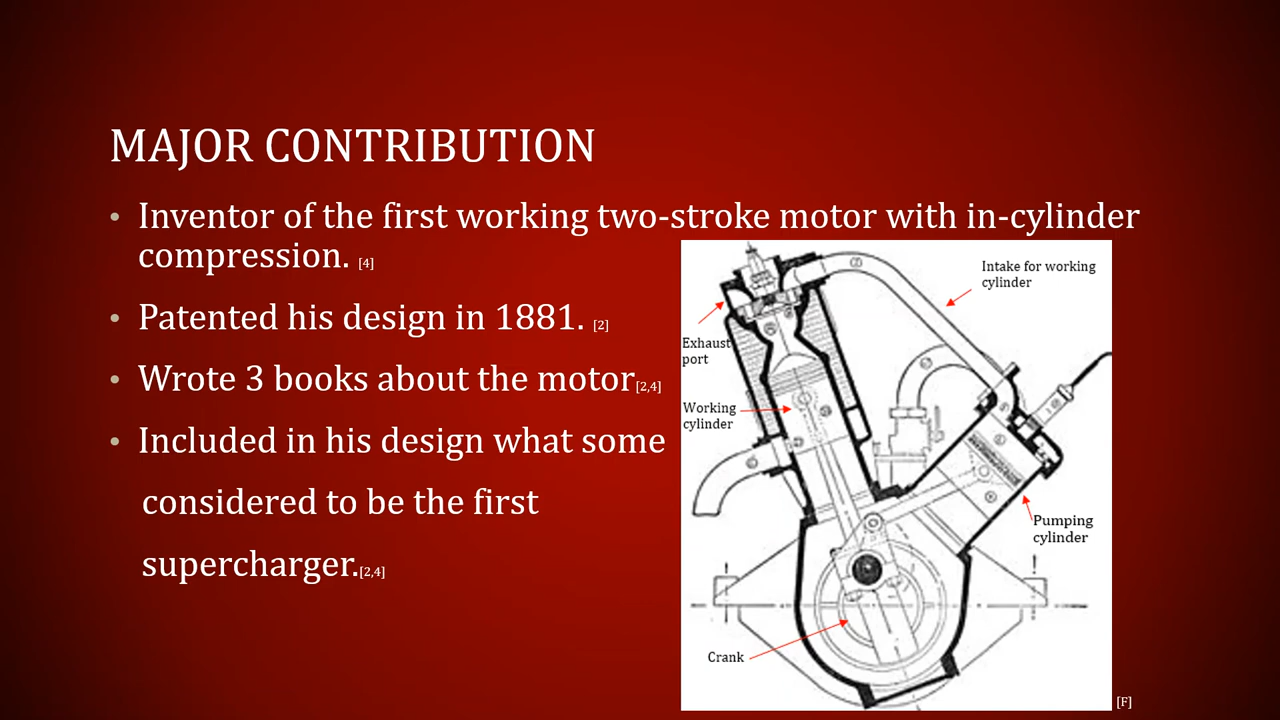 MAJOR CONTRIBUTION
• Inventor of the first working two-stroke motor with in-cylinder
compression. [4]
• Patented his design in 1881. [2]
• Wrote 3 books about the motor[2,4]
• Included in his design what some
considered to be the first
supercharger.[2,4]
Intake for working
cylinder
Exhaust
port
Working
cylinder
Pumping
cylinder
Crank
[F]